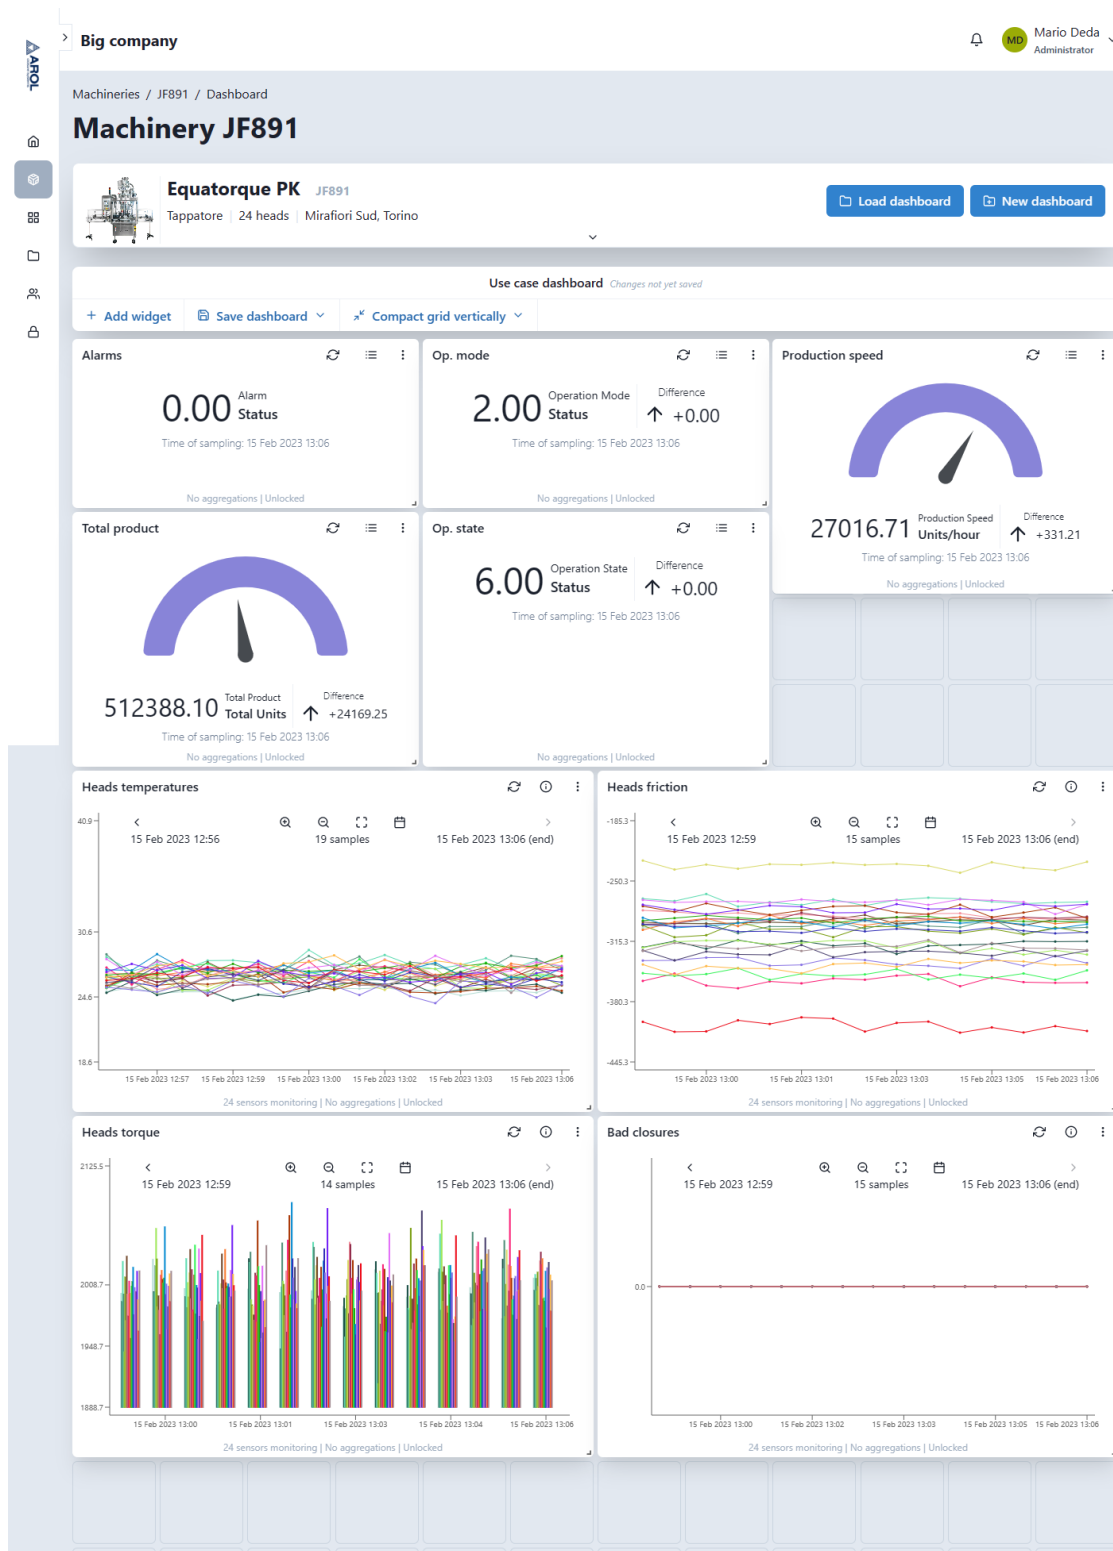 AROL
Big company
MD
Mario Deda
Administrator
Machineries / JF891 / Dashboard
Machinery JF891
Equatorque PK JF891
Tappatore | 24 heads | Mirafiori Sud, Torino
Load dashboard
New dashboard
Use case dashboard Changes not yet saved
+ Add widget
Save dashboard
Compact grid vertically
Alarms
0.00 Alarm
Status
Time of sampling: 15 Feb 2023 13:06
No aggregations | Unlocked
Op. mode
2.00 Operation Mode
Status
Difference
+0.00
Time of sampling: 15 Feb 2023 13:06
No aggregations | Unlocked
Production speed
27016.71 Production Speed
Units/hour
Difference
+331.21
Time of sampling: 15 Feb 2023 13:06
No aggregations | Unlocked
Total product
512388.10 Total Product
Total Units
Difference
+24169.25
Time of sampling: 15 Feb 2023 13:06
No aggregations | Unlocked
Op. state
6.00 Operation State
Status
Difference
+0.00
Time of sampling: 15 Feb 2023 13:06
No aggregations | Unlocked
Heads temperatures
15 Feb 2023 12:56
19 samples
15 Feb 2023 13:06 (end)
40.9
30.6
24.6
18.6
15 Feb 2023 12:57 15 Feb 2023 12:59 15 Feb 2023 13:00 15 Feb 2023 13:02 15 Feb 2023 13:03 15 Feb 2023 13:06
24 sensors monitoring | No aggregations | Unlocked
Heads friction
15 Feb 2023 12:59
15 samples
15 Feb 2023 13:06 (end)
-185.3
-250.3
-315.3
-380.3
-445.3
15 Feb 2023 13:00 15 Feb 2023 13:01 15 Feb 2023 13:03 15 Feb 2023 13:05 15 Feb 2023 13:06
24 sensors monitoring | No aggregations | Unlocked
Heads torque
15 Feb 2023 12:59
14 samples
15 Feb 2023 13:06 (end)
2125.5
2008.7
1948.7
1888.7
15 Feb 2023 13:00 15 Feb 2023 13:01 15 Feb 2023 13:03 15 Feb 2023 13:04 15 Feb 2023 13:06
24 sensors monitoring | No aggregations | Unlocked
Bad closures
15 Feb 2023 12:59
15 samples
15 Feb 2023 13:06 (end)
0.0
15 Feb 2023 13:00 15 Feb 2023 13:02 15 Feb 2023 13:03 15 Feb 2023 13:05 15 Feb 2023 13:06
24 sensors monitoring | No aggregations | Unlocked